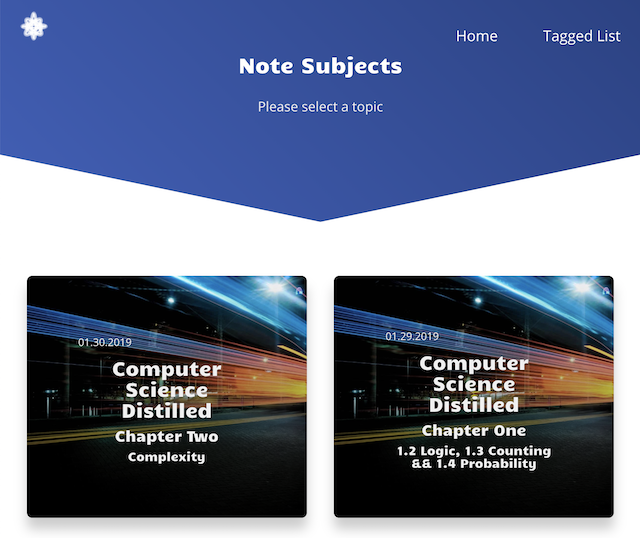 Home Tagged List
Note Subjects
Please select a topic
01.30.2019
Computer
Science
Distilled
Chapter Two
Complexity
01.29.2019
Computer
Science
Distilled
Chapter One
1.2 Logic, 1.3 Counting
&& 1.4 Probability